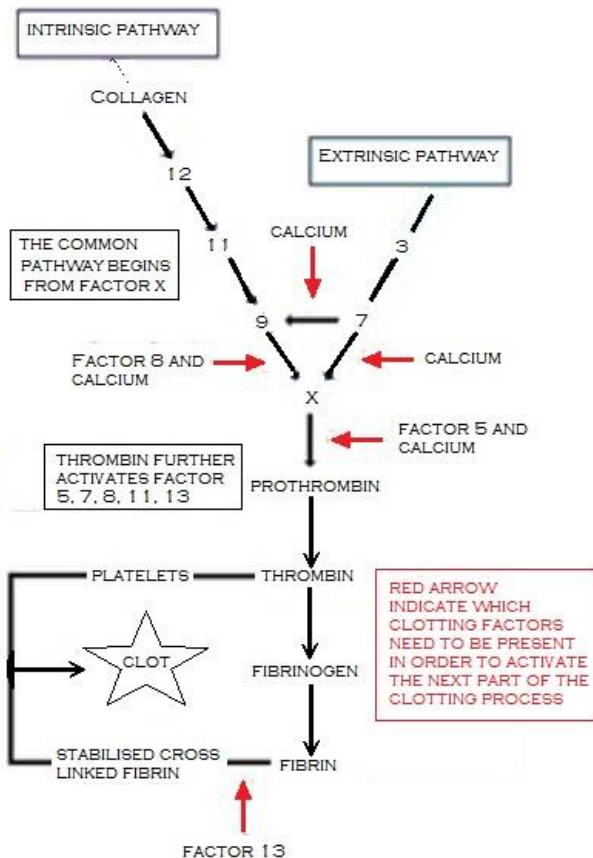 INTRINSIC PATHWAY
COLLAGEN
12
EXTRINSIC PATHWAY
11
CALCIUM
3
THE COMMON
PATHWAY BEGINS
FROM FACTOR X
9
7
FACTOR 8 AND
CALCIUM
CALCIUM
X
FACTOR 5 AND
CALCIUM
THROMBIN FURTHER
ACTIVATES FACTOR
5, 7, 8, 11, 13
PROTHROMBIN
PLATELETS
THROMBIN
RED ARROW
INDICATE WHICH
CLOTTING FACTORS
NEED TO BE PRESENT
IN ORDER TO ACTIVATE
THE NEXT PART OF THE
CLOTTING PROCESS
CLOT
FIBRINOGEN
STABILISED CROSS
LINKED FIBRIN
FIBRIN
FACTOR 13